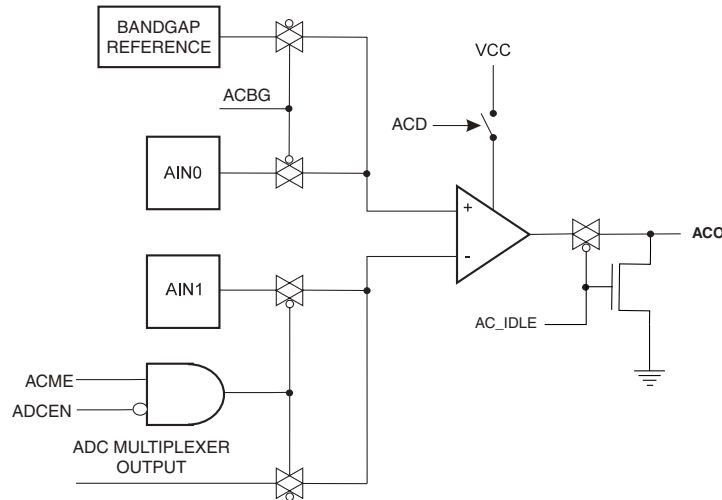 BANDGAP
REFERENCE
VCC
ACBG
ACD
AIN0
+
-
ACO
AIN1
AC_IDLE
ACME
ADCEN
ADC MULTIPLEXER
OUTPUT